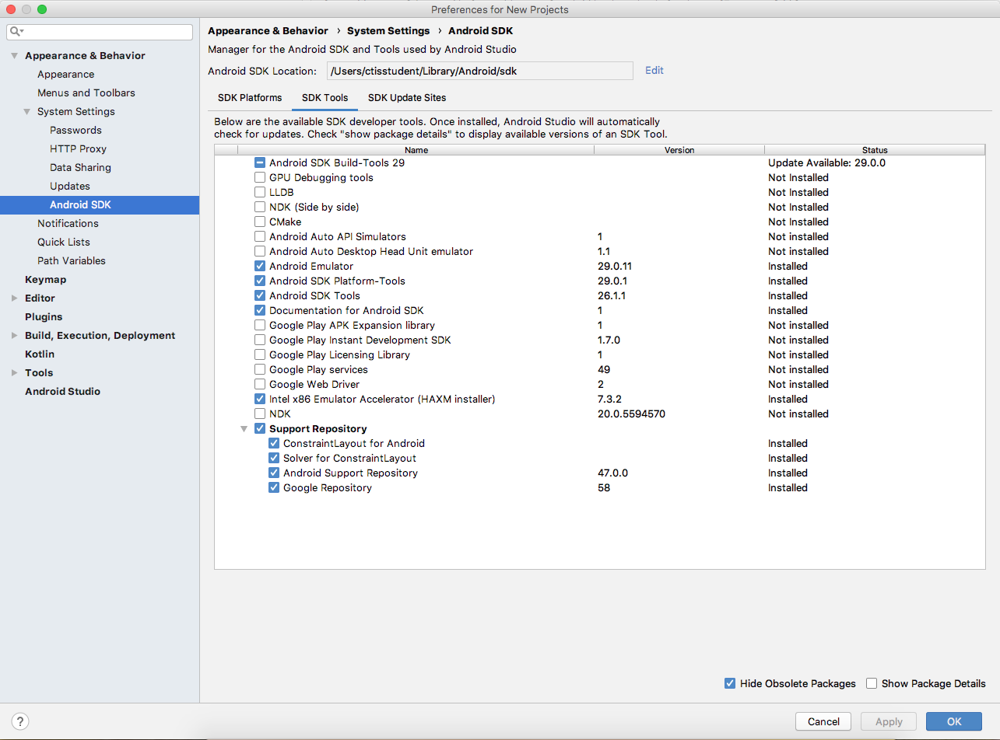 Preferences for New Projects
Appearance & Behavior
Appearance
Menus and Toolbars
System Settings
Passwords
HTTP Proxy
Data Sharing
Updates
Android SDK
Notifications
Quick Lists
Path Variables
Keymap
Editor
Plugins
Build, Execution, Deployment
Kotlin
Tools
Android Studio
Appearance & Behavior › System Settings › Android SDK
Manager for the Android SDK and Tools used by Android Studio
Android SDK Location: /Users/ctisstudent/Library/Android/sdk Edit
SDK Platforms SDK Tools SDK Update Sites
Below are the available SDK developer tools. Once installed, Android Studio will automatically
check for updates. Check "show package details" to display available versions of an SDK Tool.
Name Version Status
Android SDK Build-Tools 29 Update Available: 29.0.0
GPU Debugging tools Not Installed
LLDB Not Installed
NDK (Side by side) Not Installed
CMake Not Installed
Android Auto API Simulators 1 Not installed
Android Auto Desktop Head Unit emulator 1.1 Not installed
Android Emulator 29.0.11 Installed
Android SDK Platform-Tools 29.0.1 Installed
Android SDK Tools 26.1.1 Installed
Documentation for Android SDK 1 Installed
Google Play APK Expansion library 1 Not installed
Google Play Instant Development SDK 1.7.0 Not installed
Google Play Licensing Library 1 Not installed
Google Play services 49 Not installed
Google Web Driver 2 Not installed
Intel x86 Emulator Accelerator (HAXM installer) 7.3.2 Installed
NDK 20.0.5594570 Not installed
Support Repository
ConstraintLayout for Android Installed
Solver for ConstraintLayout Installed
Android Support Repository 47.0.0 Installed
Google Repository 58 Installed
Hide Obsolete Packages Show Package Details
? Cancel Apply OK